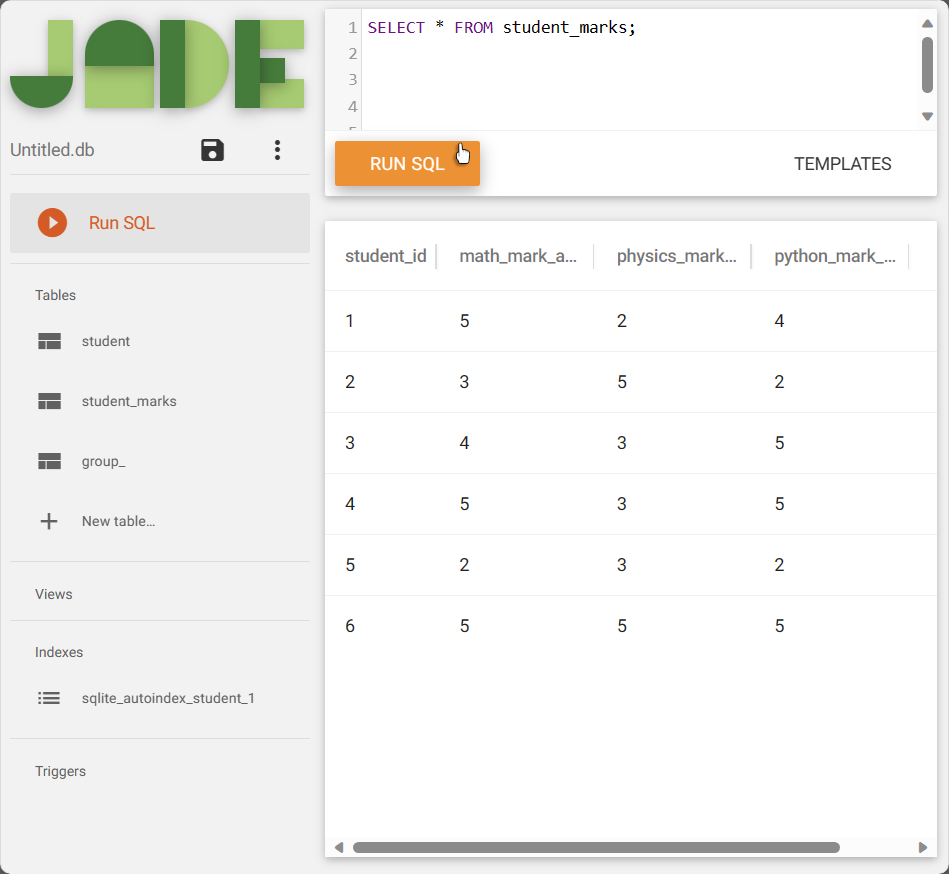 JADE
Untitled.db
Run SQL
Tables
student
student_marks
group_
New table...
Views
Indexes
sqlite_autoindex_student_1
Triggers
1 SELECT * FROM student_marks;
2
3
4
5
RUN SQL
TEMPLATES
student_id math_mark_a... physics_mark... python_mark_...
1 5 2 4
2 3 5 2
3 4 3 5
4 5 3 5
5 2 3 2
6 5 5 5